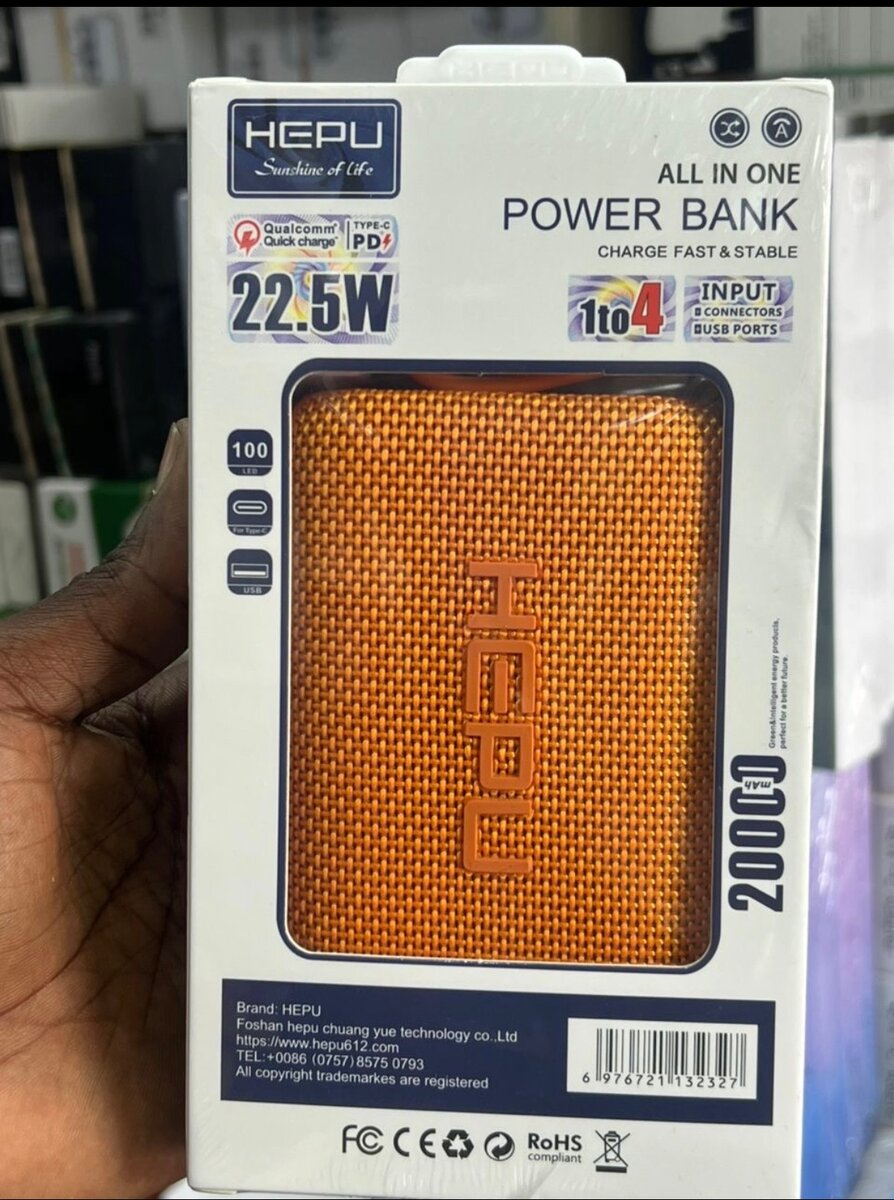 HEPU
HEPU
Sunshine of life
ALL IN ONE
POWER BANK
CHARGE FAST & STABLE
Qualcomm
Quick charge
TYPE-C
PD
22.5W
1to4
INPUT
CONNECTORS
USB PORTS
100
LED
For Type-C
USB
HEPU
Green&Intelligent energy products,
perfect for a better future.
20000
mAh
Brand: HEPU
Foshan hepu chuang yue technology co.,Ltd
https://www.hepu612.com
TEL:+0086 (0757) 8575 0793
All copyright trademarkes are registered
6 976721 132327
FC CE
RoHS
compliant